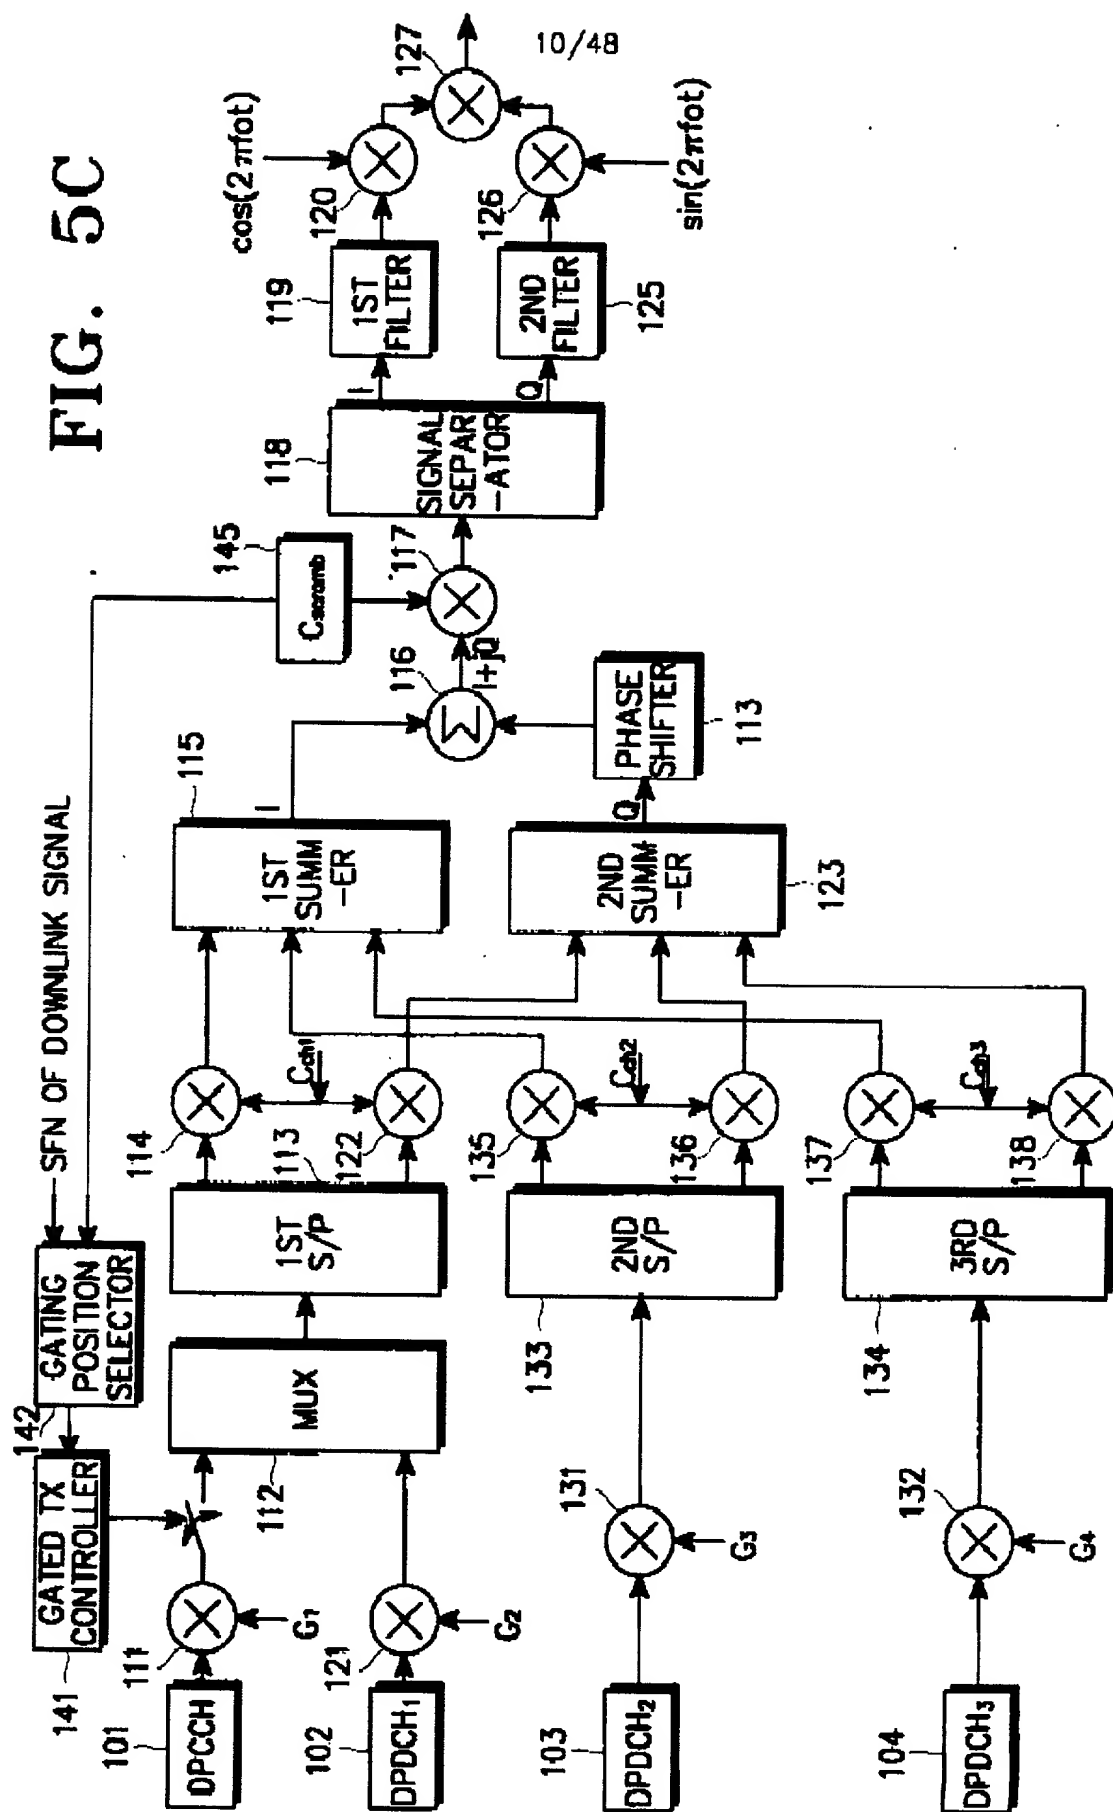 FIG. 5C
10/48
SFN OF DOWNLINK SIGNAL
141
GATED TX
CONTROLLER
142
GATING
POSITION
SELECTOR
145
Cscramb
101
DPCCH
111
G1
112
MUX
1ST
S/P
113
114
Cch1
122
102
DPDCH1
121
G2
115
1ST
SUMM
-ER
I
116
I+jQ
117
118
SIGNAL
SEPAR
-ATOR
I
Q
119
1ST
FILTER
120
cos(2πfot)
127
2ND
FILTER
125
126
sin(2πfot)
103
DPDCH2
131
G3
133
2ND
S/P
135
Cch2
136
2ND
SUMM
-ER
123
Q
PHASE
SHIFTER
113
104
DPDCH3
132
G4
134
3RD
S/P
137
Cch3
138